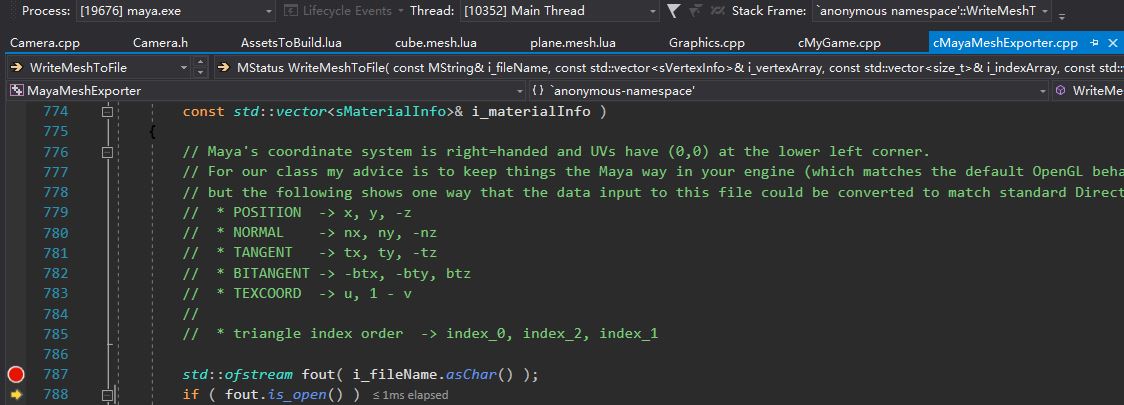 Process: [19676] maya.exe Lifecycle Events Thread: [10352] Main Thread Stack Frame: `anonymous namespace'::WriteMeshT
Camera.cpp Camera.h AssetsToBuild.lua cube.mesh.lua plane.mesh.lua Graphics.cpp cMyGame.cpp cMayaMeshExporter.cpp
WriteMeshToFile MStatus WriteMeshToFile( const MString& i_fileName, const std::vector<sVertexInfo>& i_vertexArray, const std::vector<size_t>& i_indexArray, const std::vector<
MayaMeshExporter {} `anonymous-namespace' WriteMe
774 const std::vector<sMaterialInfo>& i_materialInfo )
775 {
776 // Maya's coordinate system is right=handed and UVs have (0,0) at the lower left corner.
777 // For our class my advice is to keep things the Maya way in your engine (which matches the default OpenGL beha
778 // but the following shows one way that the data input to this file could be converted to match standard Direct
779 // * POSITION -> x, y, -z
780 // * NORMAL -> nx, ny, -nz
781 // * TANGENT -> tx, ty, -tz
782 // * BITANGENT -> -btx, -bty, btz
783 // * TEXCOORD -> u, 1 - v
784 //
785 // * triangle index order -> index_0, index_2, index_1
786
787 std::ofstream fout( i_fileName.asChar() );
788 if ( fout.is_open() ) ≤ 1ms elapsed